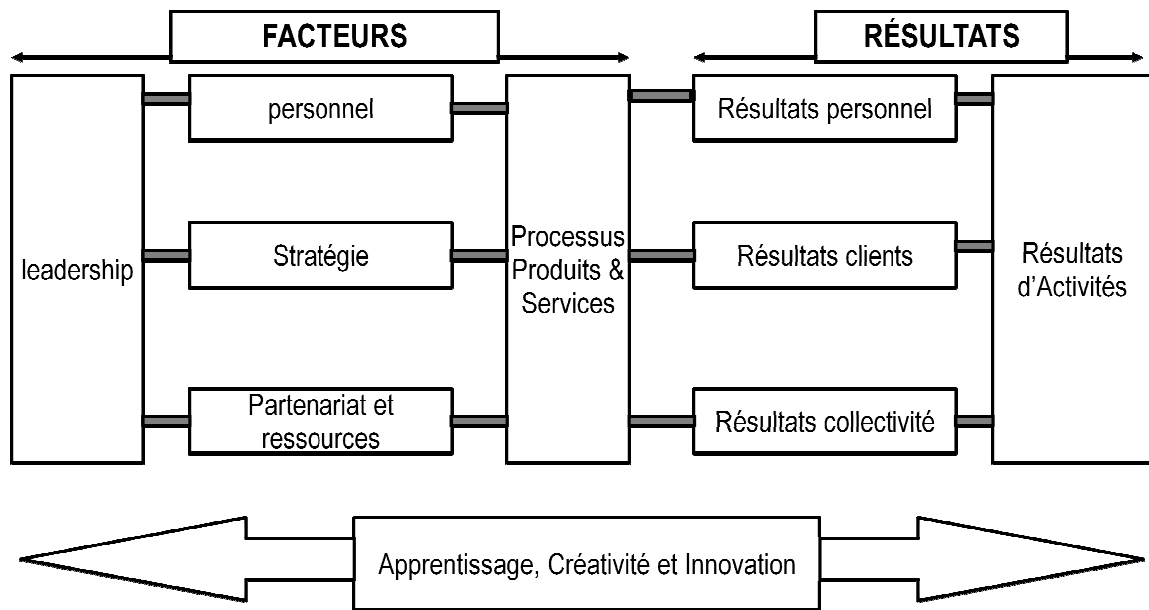 FACTEURS
RÉSULTATS
leadership
personnel
Stratégie
Partenariat et
ressources
Processus
Produits &
Services
Résultats personnel
Résultats clients
Résultats collectivité
Résultats
d'Activités
Apprentissage, Créativité et Innovation